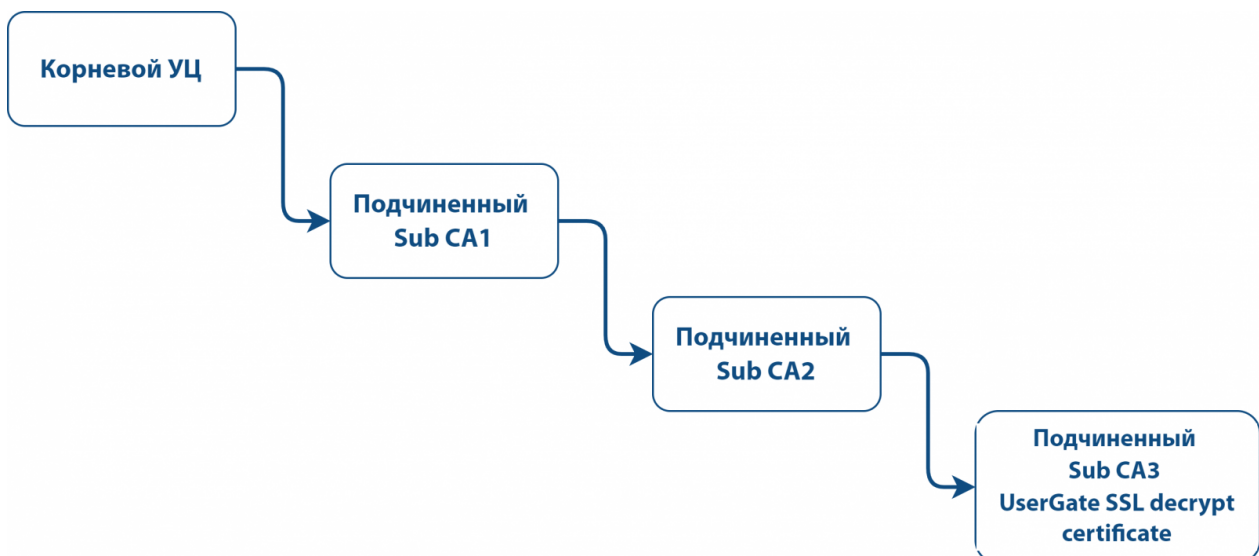 Корневой УЦ
Подчиненный
Sub CA1
Подчиненный
Sub CA2
Подчиненный
Sub CA3
UserGate SSL decrypt
certificate